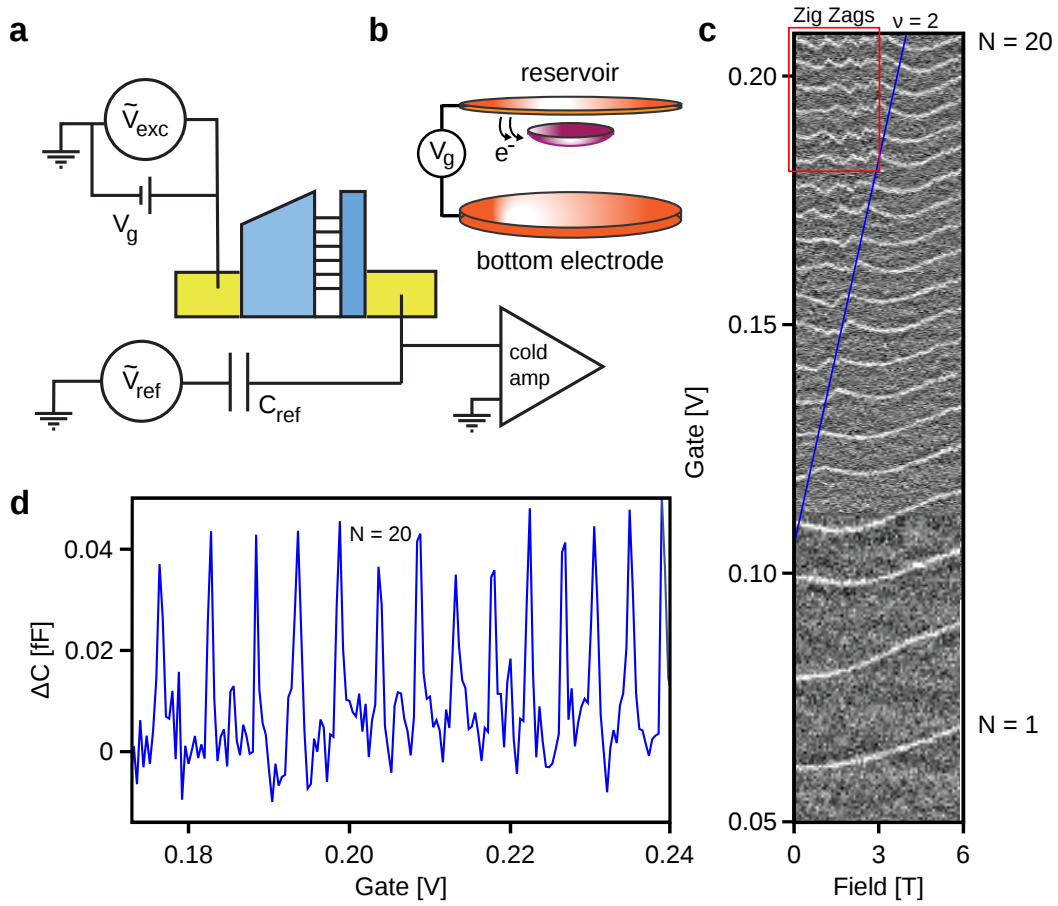 a
Ṽexc
Vg
Ṽref
Cref
cold
amp
b
reservoir
Vg
e-
bottom electrode
c
Zig Zags
ν = 2
N = 20
N = 1
0.20
0.15
0.10
0.05
Gate [V]
0
3
6
Field [T]
d
N = 20
0.04
0.02
0
ΔC [fF]
0.18
0.20
0.22
0.24
Gate [V]